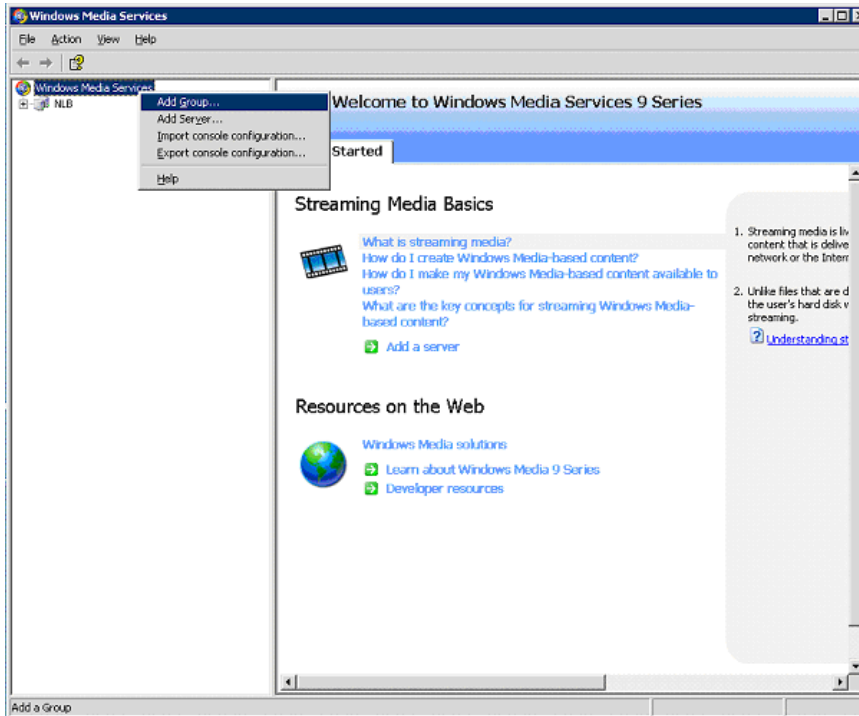 Windows Media Services
File Action View Help
Windows Media Services
NLB
Add Group...
Add Server...
Import console configuration...
Export console configuration...
Help
Welcome to Windows Media Services 9 Series
Started
Streaming Media Basics
What is streaming media?
How do I create Windows Media-based content?
How do I make my Windows Media-based content available to
users?
What are the key concepts for streaming Windows Media-
based content?
Add a server
Resources on the Web
Windows Media solutions
Learn about Windows Media 9 Series
Developer resources
1. Streaming media is liv
content that is delive
network or the Intern
2. Unlike files that are d
the user's hard disk w
streaming.
Understanding st
Add a Group